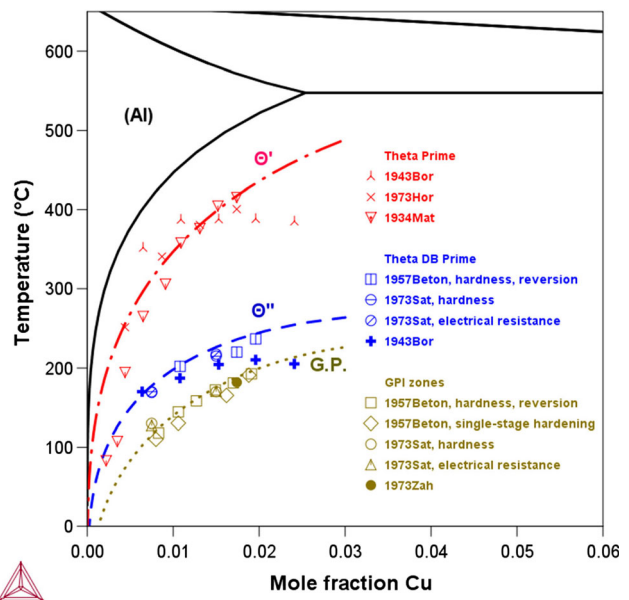 600
500
400
300
200
100
0
Temperature (°C)
(Al)
Θ'
Θ"
G.P.
Theta Prime
1943Bor
1973Hor
1934Mat
Theta DB Prime
1957Beton, hardness, reversion
1973Sat, hardness
1973Sat, electrical resistance
1943Bor
GPI zones
1957Beton, hardness, reversion
1957Beton, single-stage hardening
1973Sat, hardness
1973Sat, electrical resistance
1973Zah
0.00 0.01 0.02 0.03 0.04 0.05 0.06
Mole fraction Cu